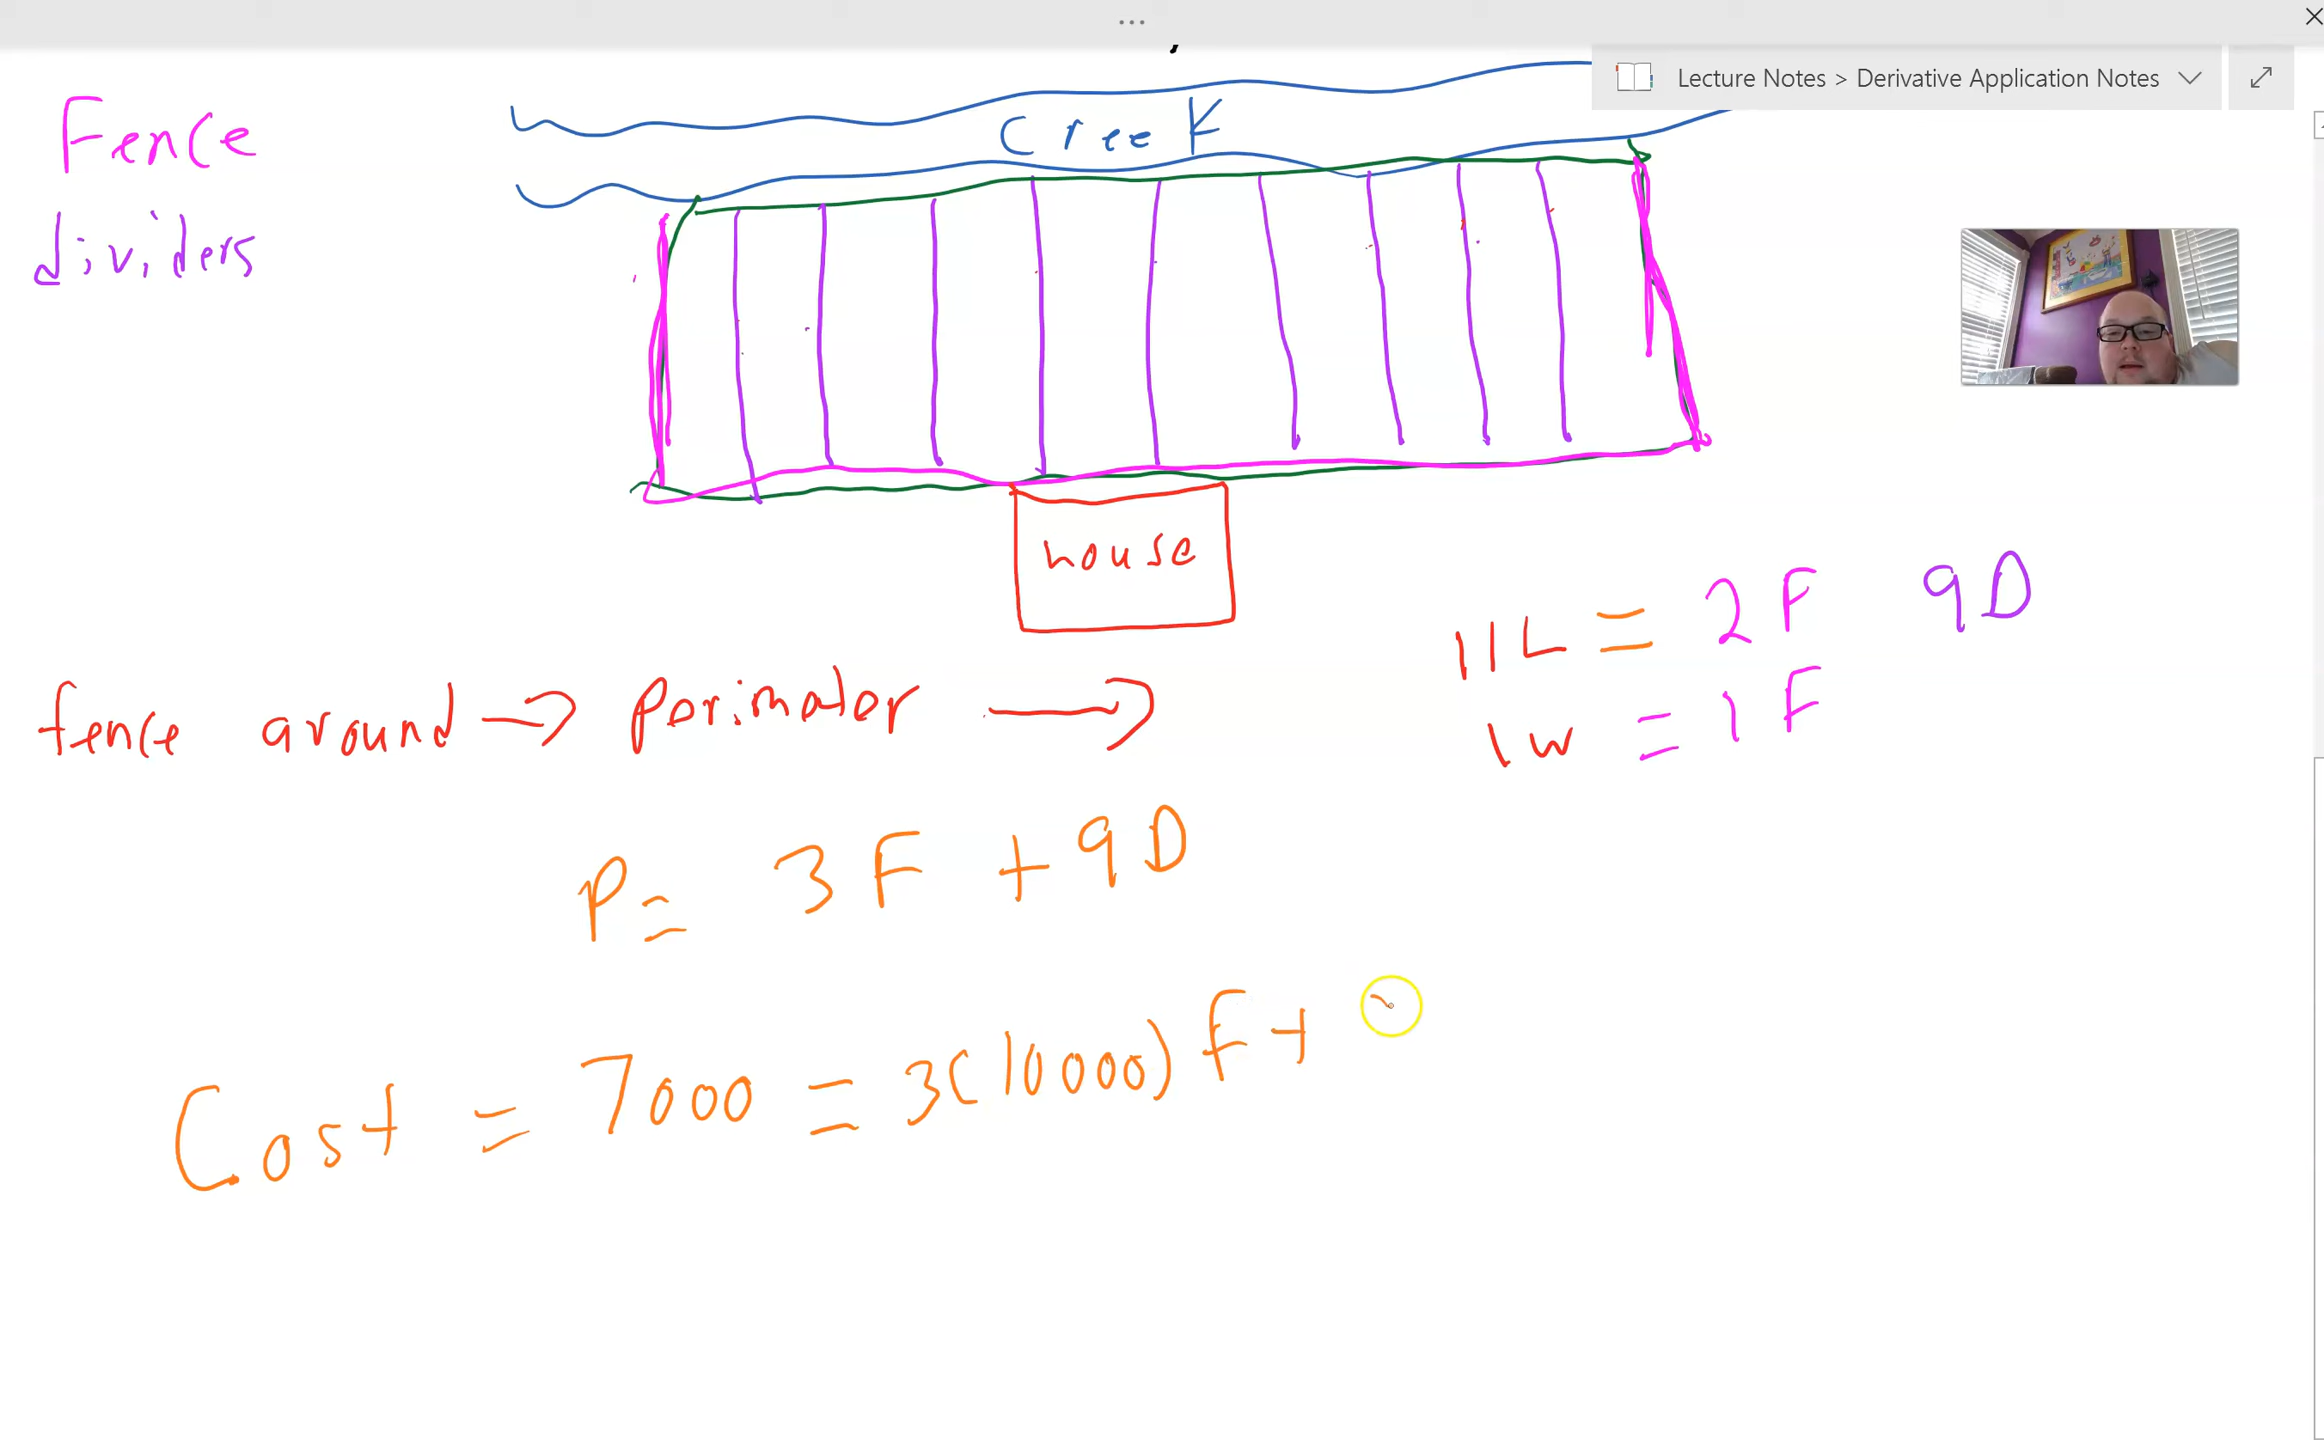 ...
Lecture Notes > Derivative Application Notes
Fence
dividers
creek
house
11L = 2F 9D
1w = 1F
fence around → perimater →
P = 3F + 9D
Cost = 7000 = 3(10000)F +